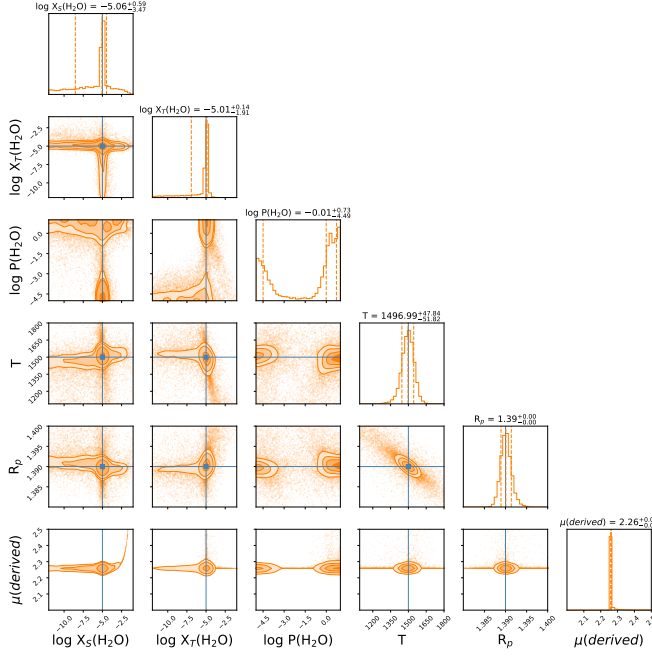 log X_S(H₂O) = −5.06^{+0.59}_{−3.47}
log X_T(H₂O) = −5.01^{+0.14}_{−1.91}
log X_T(H₂O)
−2.5
−5.0
−7.5
−10.0
log P(H₂O) = −0.01^{+0.73}_{−4.49}
log P(H₂O)
0.0
−1.5
−3.0
−4.5
T = 1496.99^{+47.84}_{−51.82}
T
1800
1650
1500
1350
1200
R_p = 1.39^{+0.00}_{−0.00}
R_p
1.400
1.395
1.390
1.385
μ(derived) = 2.26
μ(derived)
2.5
2.4
2.3
2.2
2.1
−10.0 −7.5 −5.0 −2.5
−10.0 −7.5 −5.0 −2.5
−4.5 −3.0 −1.5 0.0
1200 1350 1500 1650 1800
1.385 1.390 1.395 1.400
2.1 2.2 2.3 2.4 2.5
log X_S(H₂O) log X_T(H₂O) log P(H₂O) T R_p μ(derived)